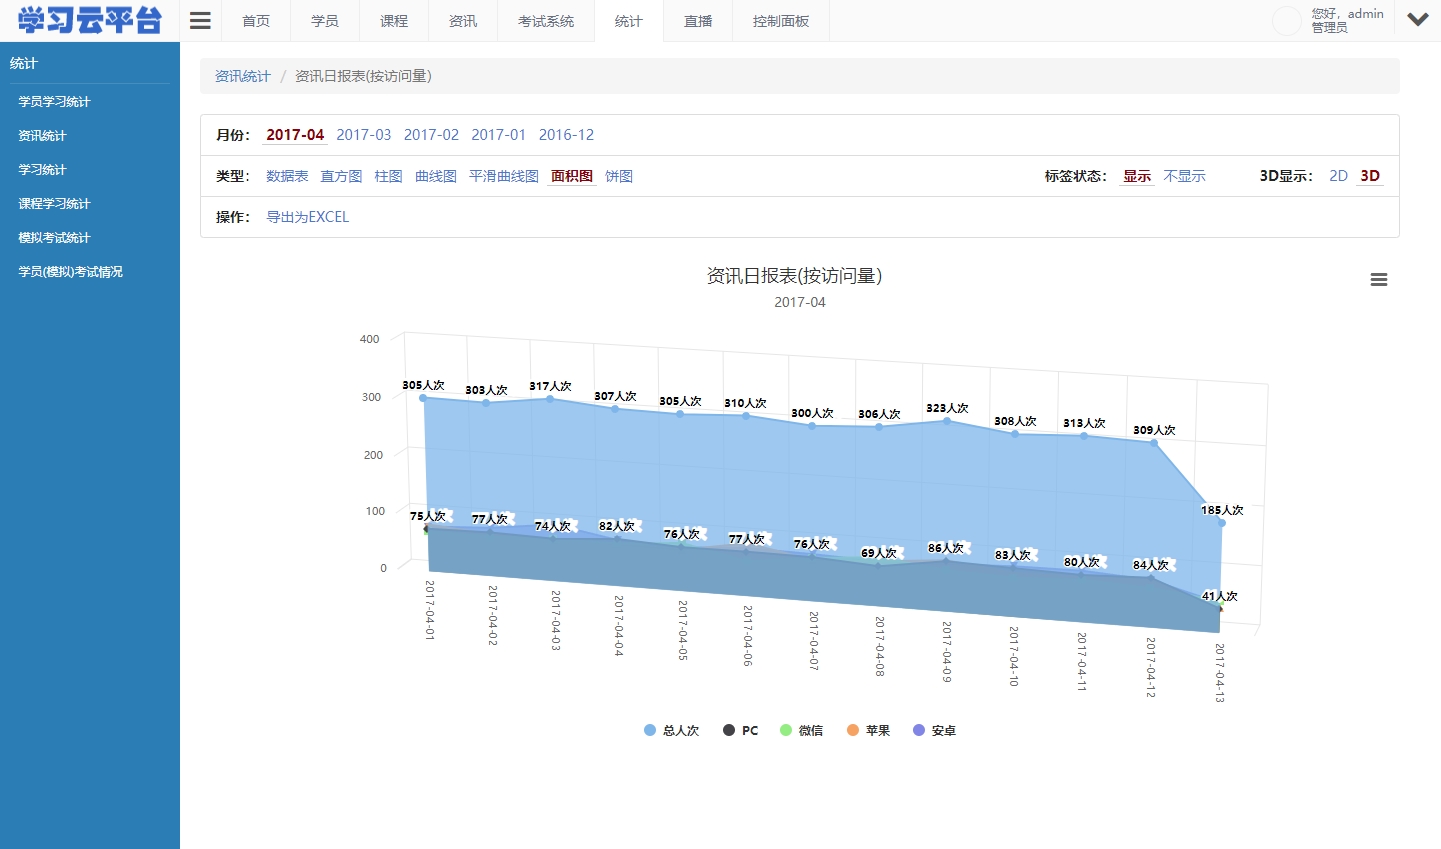 学习云平台
首页 学员 课程 资讯 考试系统 统计 直播 控制面板
您好，admin
管理员
统计
学员学习统计
资讯统计
学习统计
课程学习统计
模拟考试统计
学员(模拟)考试情况
资讯统计 / 资讯日报表(按访问量)
月份： 2017-04 2017-03 2017-02 2017-01 2016-12
类型： 数据表 直方图 柱图 曲线图 平滑曲线图 面积图 饼图 标签状态： 显示 不显示 3D显示： 2D 3D
操作： 导出为EXCEL
资讯日报表(按访问量)
2017-04
400
300
200
100
0
305人次 303人次 317人次 307人次 305人次 310人次 300人次 306人次 323人次 308人次 313人次 309人次 185人次
75人次 77人次 74人次 82人次 76人次 77人次 76人次 69人次 86人次 83人次 80人次 84人次 41人次
2017-04-01 2017-04-02 2017-04-03 2017-04-04 2017-04-05 2017-04-06 2017-04-07 2017-04-08 2017-04-09 2017-04-10 2017-04-11 2017-04-12 2017-04-13
总人次 PC 微信 苹果 安卓